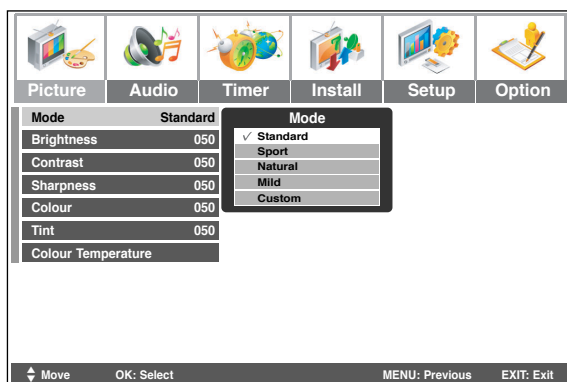 Picture Audio Timer Install Setup Option
Mode Standard
Brightness 050
Contrast 050
Sharpness 050
Colour 050
Tint 050
Colour Temperature
Mode
✓ Standard
Sport
Natural
Mild
Custom
Move OK: Select MENU: Previous EXIT: Exit